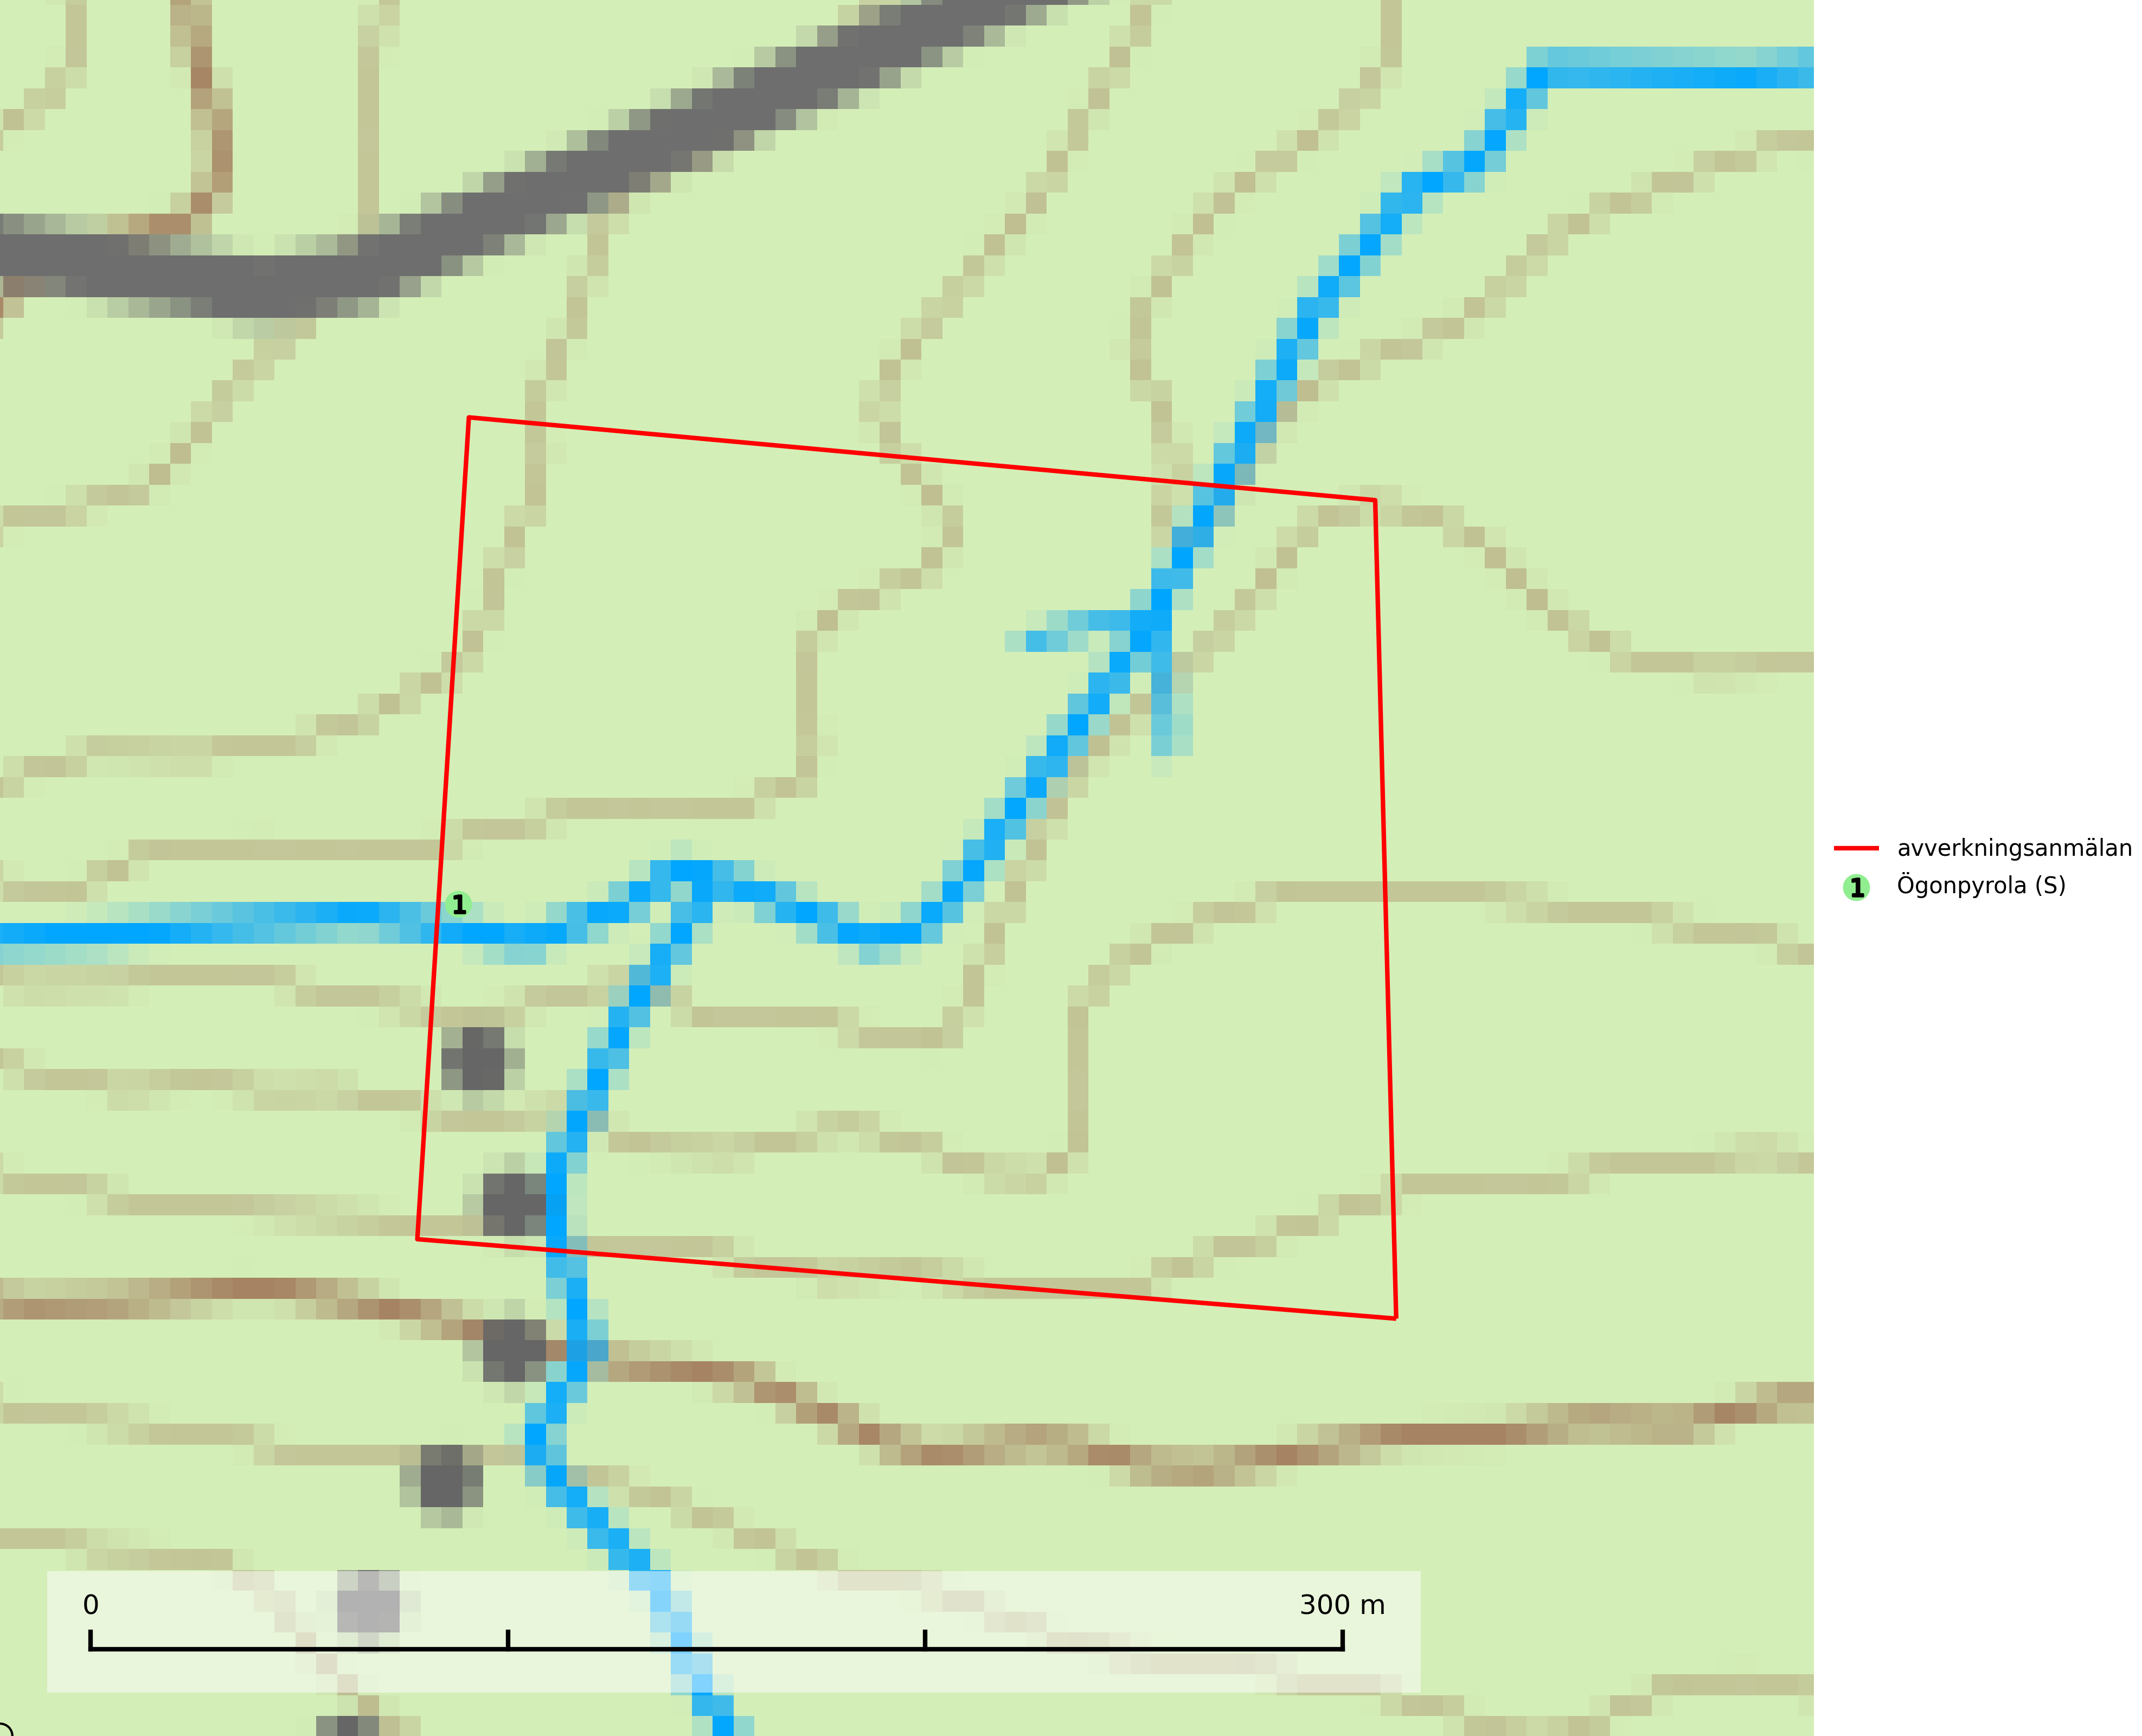 1
avverkningsanmälan
1 Ögonpyrola (S)
0 300 m